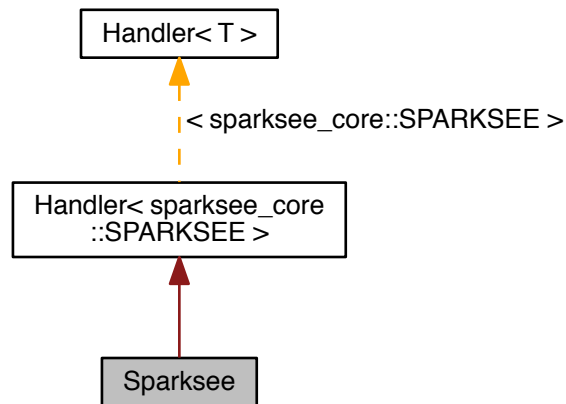 Handler< T >
< sparksee_core::SPARKSEE >
Handler< sparksee_core
::SPARKSEE >
Sparksee